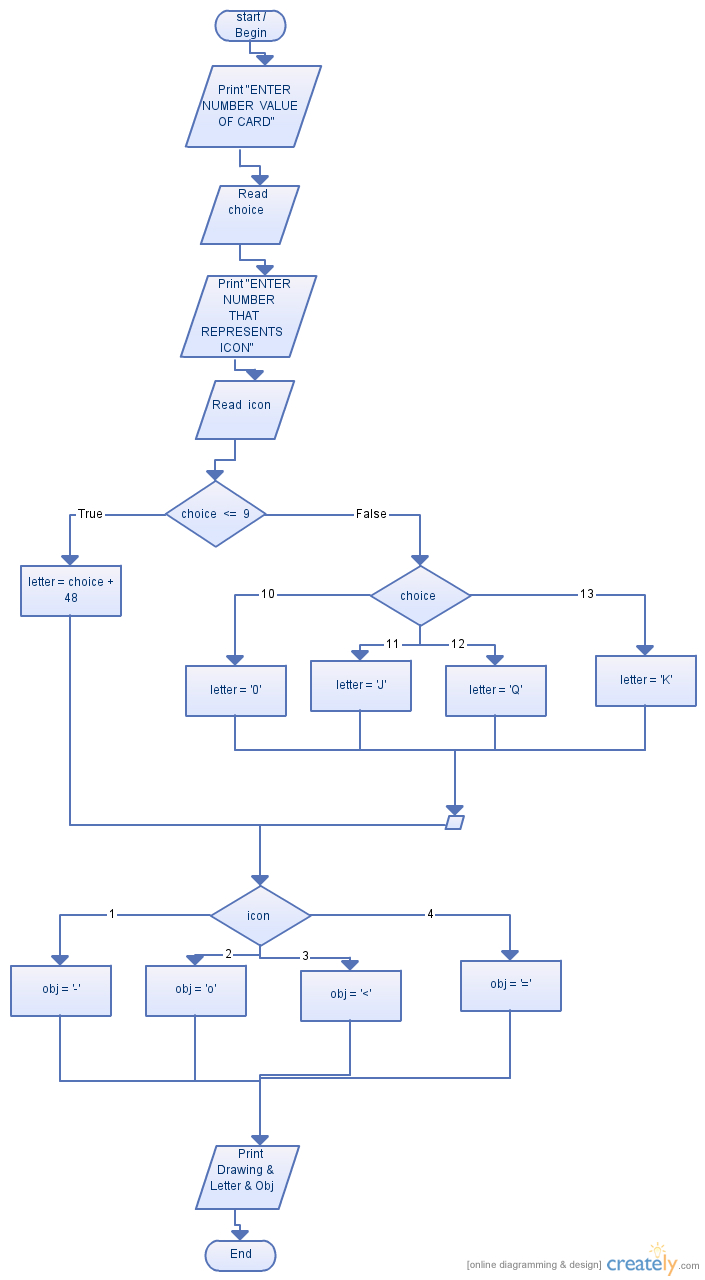 start /
Begin
Print "ENTER
NUMBER VALUE
OF CARD"
Read
choice
Print "ENTER
NUMBER
THAT
REPRESENTS
ICON"
Read icon
choice <= 9
True
False
letter = choice +
48
choice
10
11
12
13
letter = '0'
letter = 'J'
letter = 'Q'
letter = 'K'
icon
1
2
3
4
obj = '-'
obj = 'o'
obj = '<'
obj = '='
Print
Drawing &
Letter & Obj
End
[online diagramming & design] creately.com